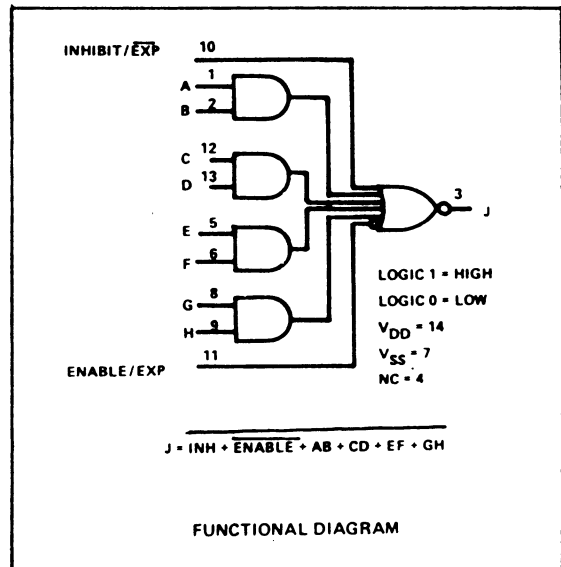 INHIBIT/EXP 10
A 1
B 2
C 12
D 13
3
J
E 5
F 6
G 8
H 9
LOGIC 1 = HIGH
LOGIC 0 = LOW
VDD = 14
VSS = 7
NC = 4
ENABLE/EXP 11
J = INH + ENABLE + AB + CD + EF + GH
FUNCTIONAL DIAGRAM